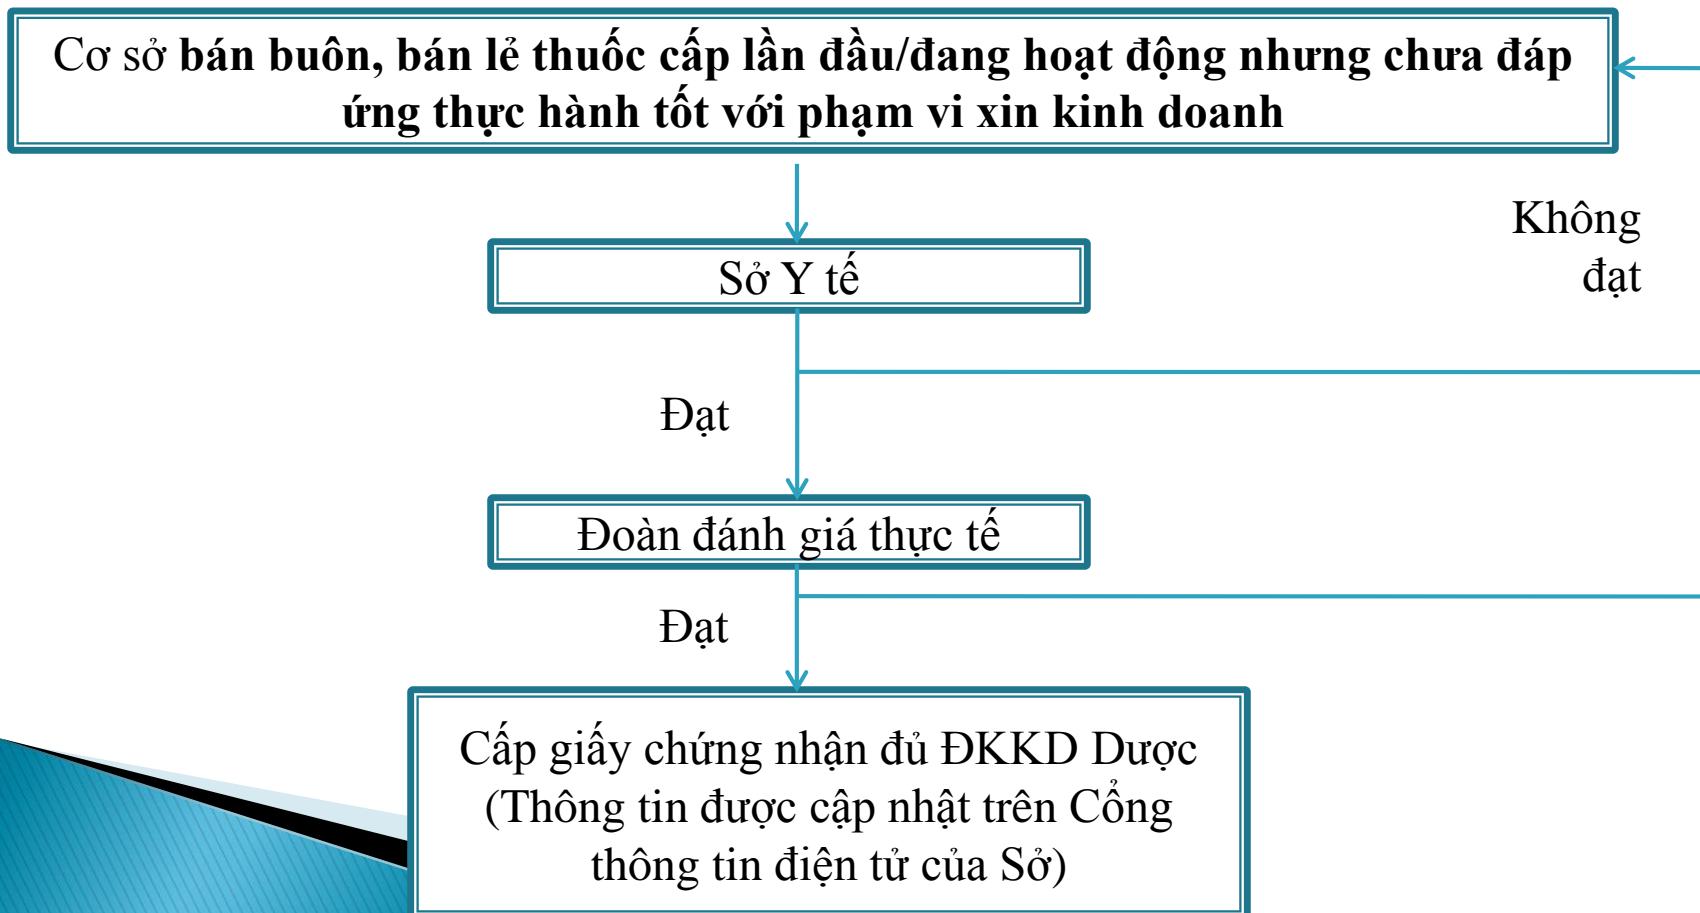 Cơ sở bán buôn, bán lẻ thuốc cấp lần đầu/đang hoạt động nhưng chưa đáp
ứng thực hành tốt với phạm vi xin kinh doanh
Không
đạt
Sở Y tế
Đạt
Đoàn đánh giá thực tế
Đạt
Cấp giấy chứng nhận đủ ĐKKD Dược
(Thông tin được cập nhật trên Cổng
thông tin điện tử của Sở)